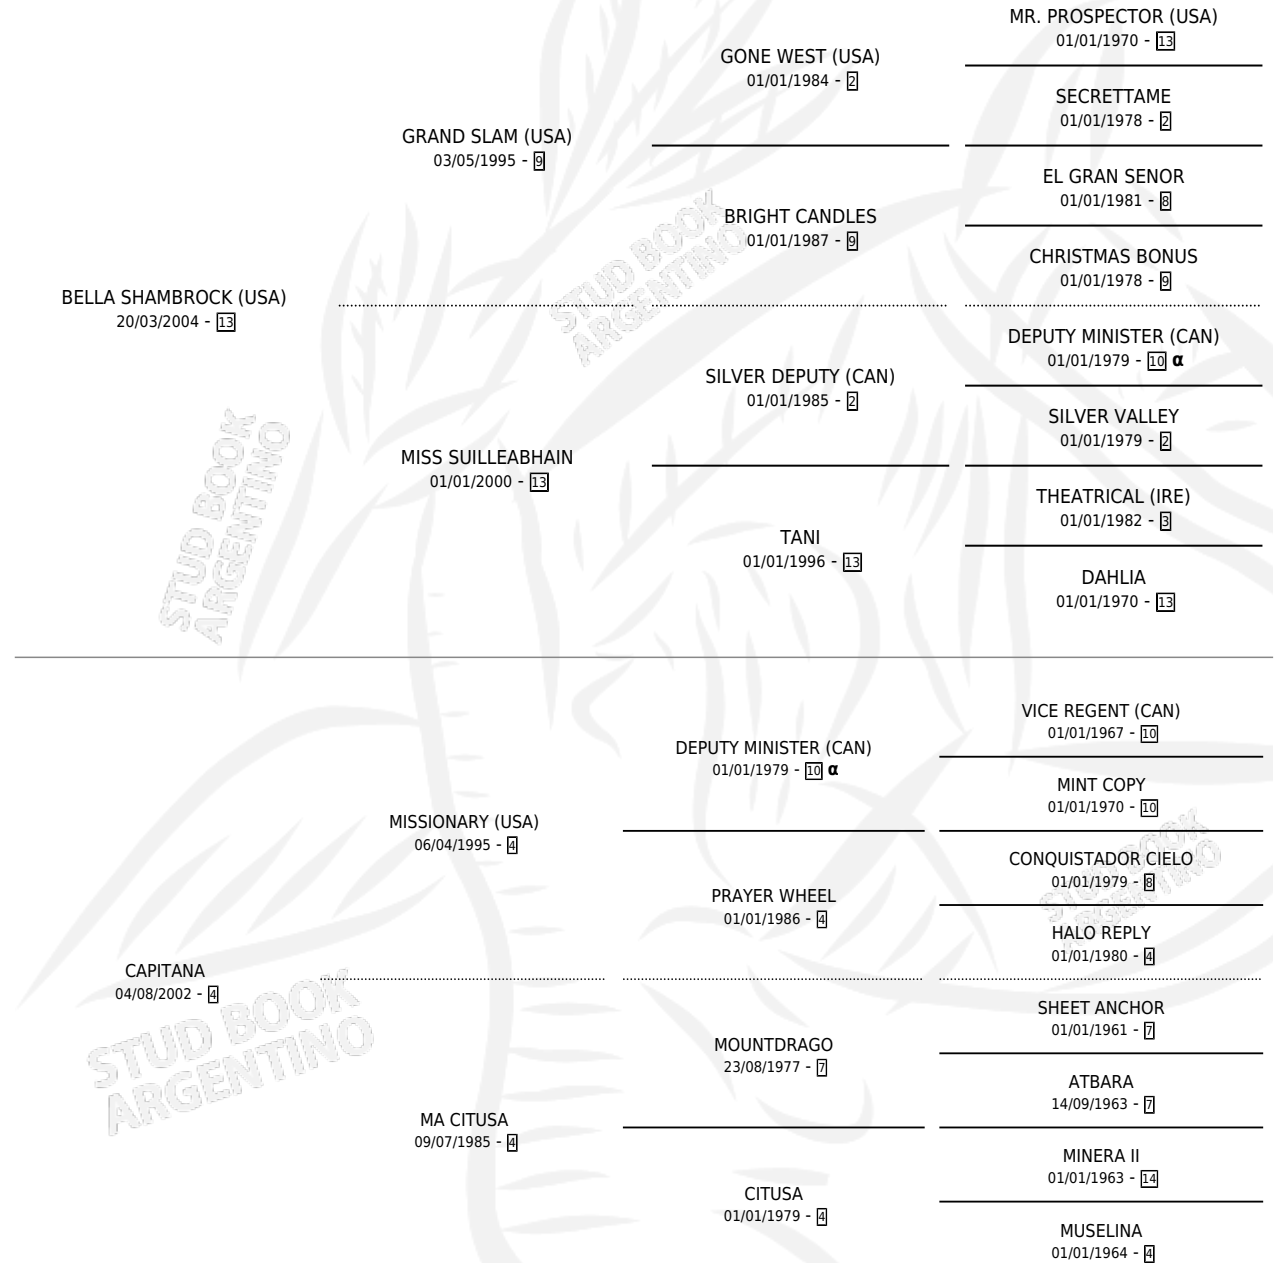 MR. PROSPECTOR (USA)
01/01/1970 - 13
GONE WEST (USA)
01/01/1984 - 2
SECRETTAME
01/01/1978 - 2
GRAND SLAM (USA)
03/05/1995 - 9
EL GRAN SENOR
01/01/1981 - 8
BRIGHT CANDLES
01/01/1987 - 9
CHRISTMAS BONUS
01/01/1978 - 9
BELLA SHAMBROCK (USA)
20/03/2004 - 13
DEPUTY MINISTER (CAN)
01/01/1979 - 10 α
SILVER DEPUTY (CAN)
01/01/1985 - 2
SILVER VALLEY
01/01/1979 - 2
MISS SUILLEABHAIN
01/01/2000 - 13
THEATRICAL (IRE)
01/01/1982 - 3
TANI
01/01/1996 - 13
DAHLIA
01/01/1970 - 13
STUD BOOK
ARGENTINO
STUD BOOK
ARGENTINO
VICE REGENT (CAN)
01/01/1967 - 10
DEPUTY MINISTER (CAN)
01/01/1979 - 10 α
MINT COPY
01/01/1970 - 10
MISSIONARY (USA)
06/04/1995 - 4
CONQUISTADOR CIELO
01/01/1979 - 8
PRAYER WHEEL
01/01/1986 - 4
HALO REPLY
01/01/1980 - 4
CAPITANA
04/08/2002 - 4
SHEET ANCHOR
01/01/1961 - 7
MOUNTDRAGO
23/08/1977 - 7
ATBARA
14/09/1963 - 7
MA CITUSA
09/07/1985 - 4
MINERA II
01/01/1963 - 14
CITUSA
01/01/1979 - 4
MUSELINA
01/01/1964 - 4
STUD BOOK
ARGENTINO
STUD BOOK
ARGENTINO